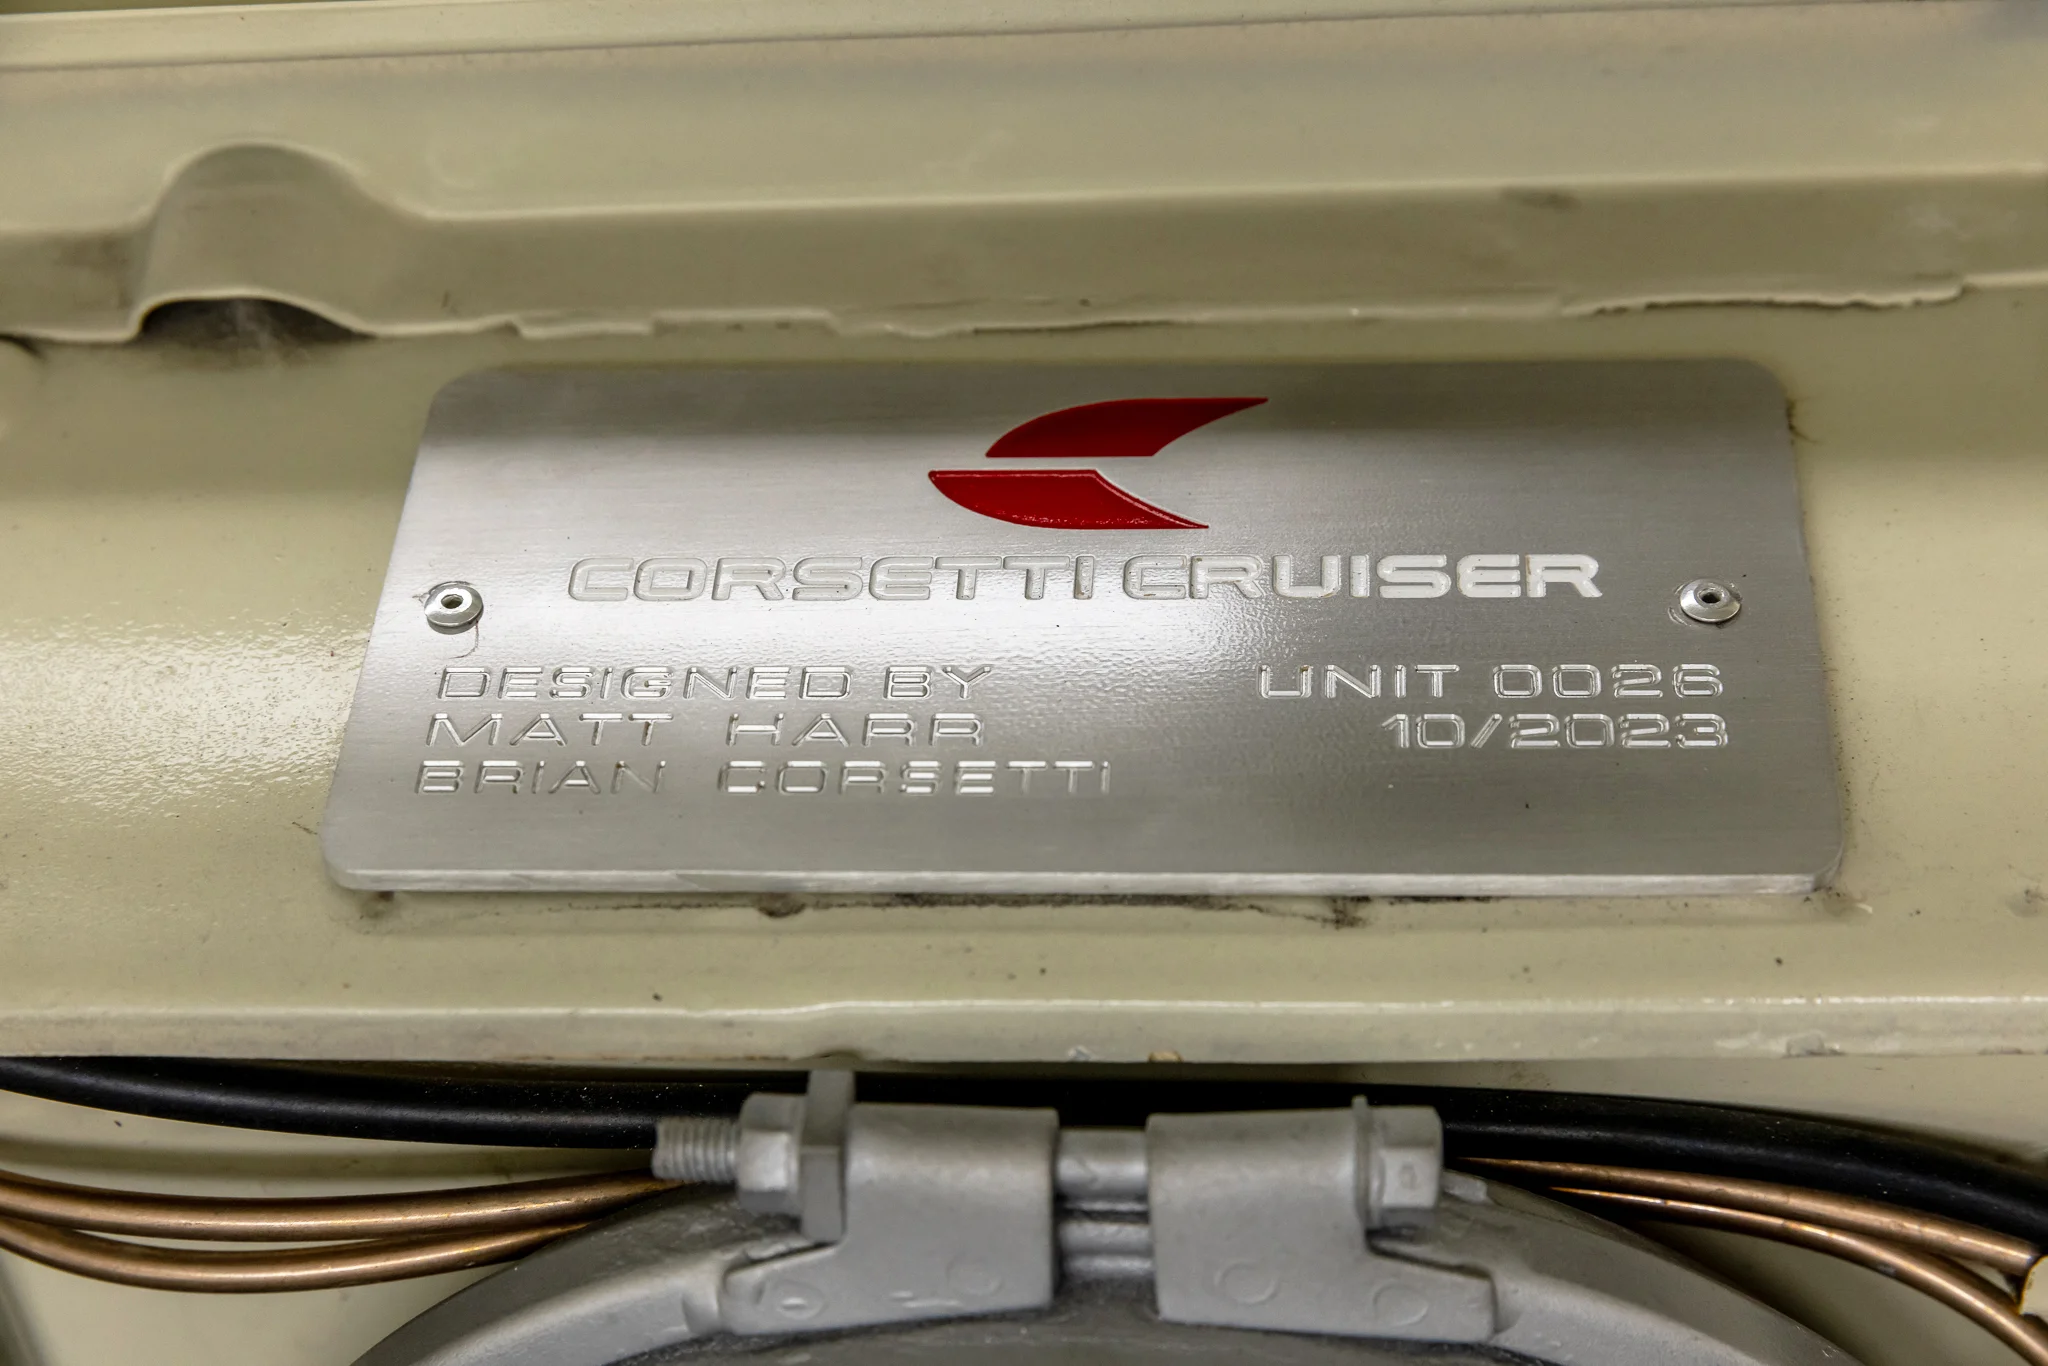 CORSETTI CRUISER
DESIGNED BY
MATT HARR
BRIAN CORSETTI
UNIT 0026
10/2023